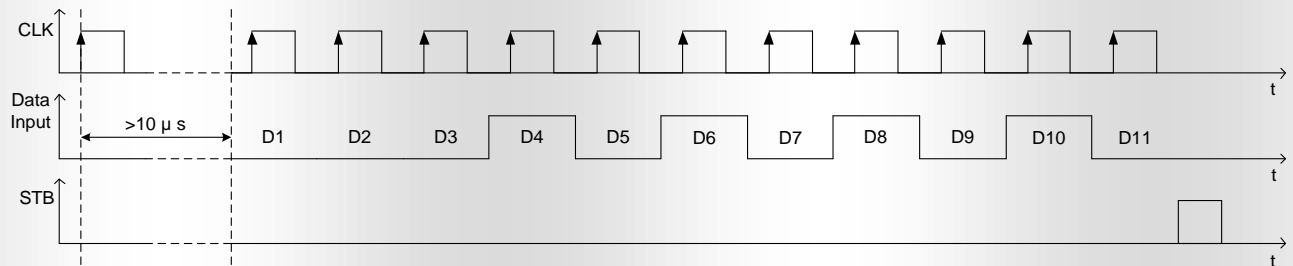 CLK
t
Data
Input
>10 μ s
D1 D2 D3 D4 D5 D6 D7 D8 D9 D10 D11
t
STB
t